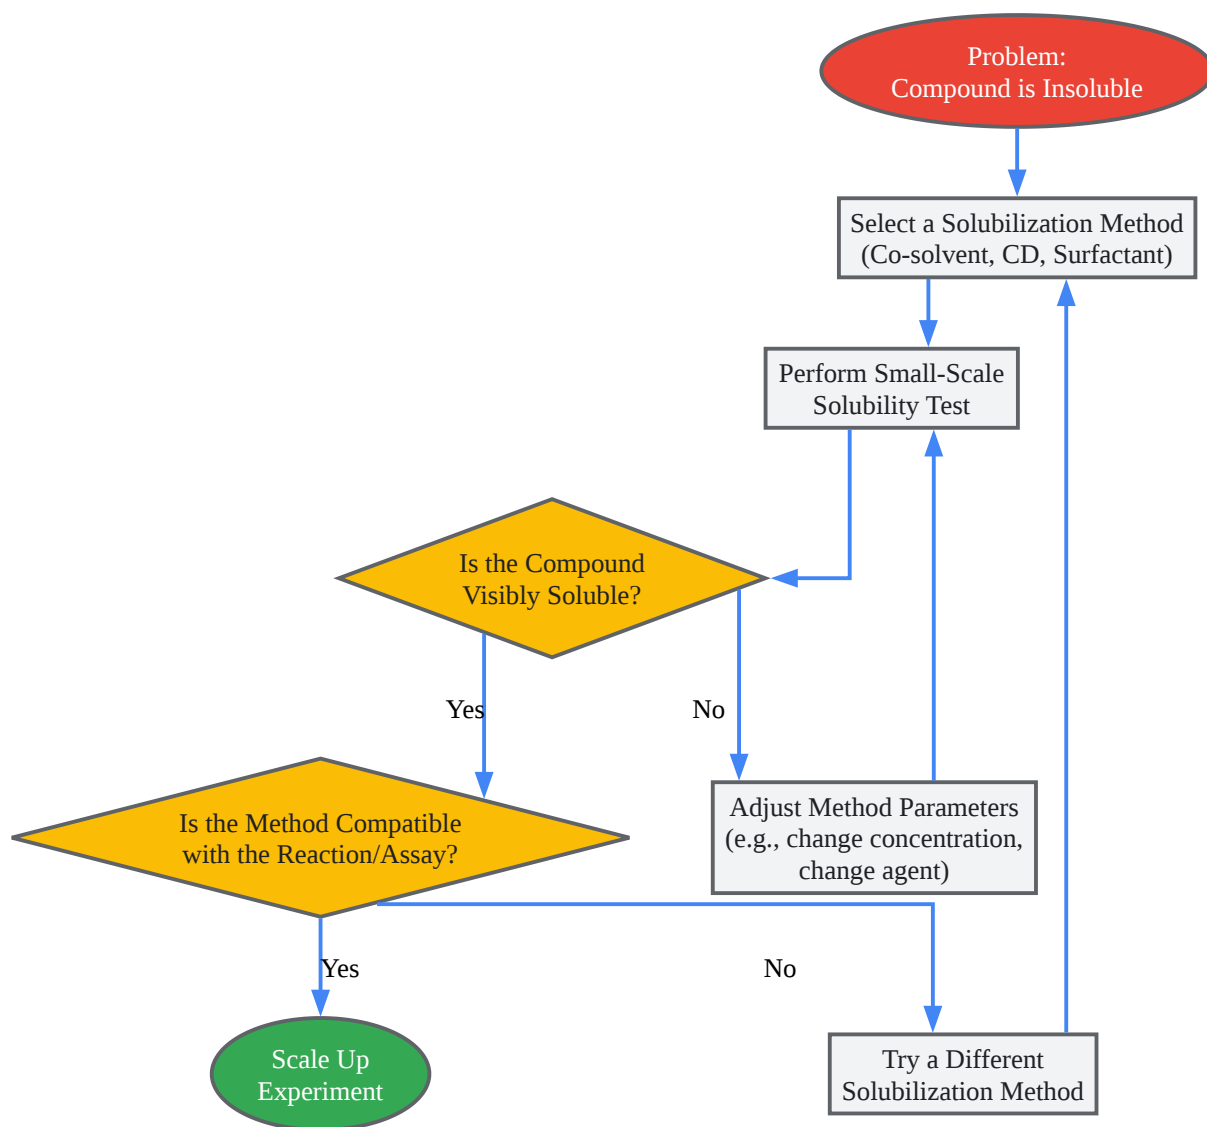 Problem:
Compound is Insoluble
Select a Solubilization Method
(Co-solvent, CD, Surfactant)
Perform Small-Scale
Solubility Test
Is the Compound
Visibly Soluble?
Yes
No
Is the Method Compatible
with the Reaction/Assay?
Adjust Method Parameters
(e.g., change concentration,
change agent)
Yes
No
Scale Up
Experiment
Try a Different
Solubilization Method